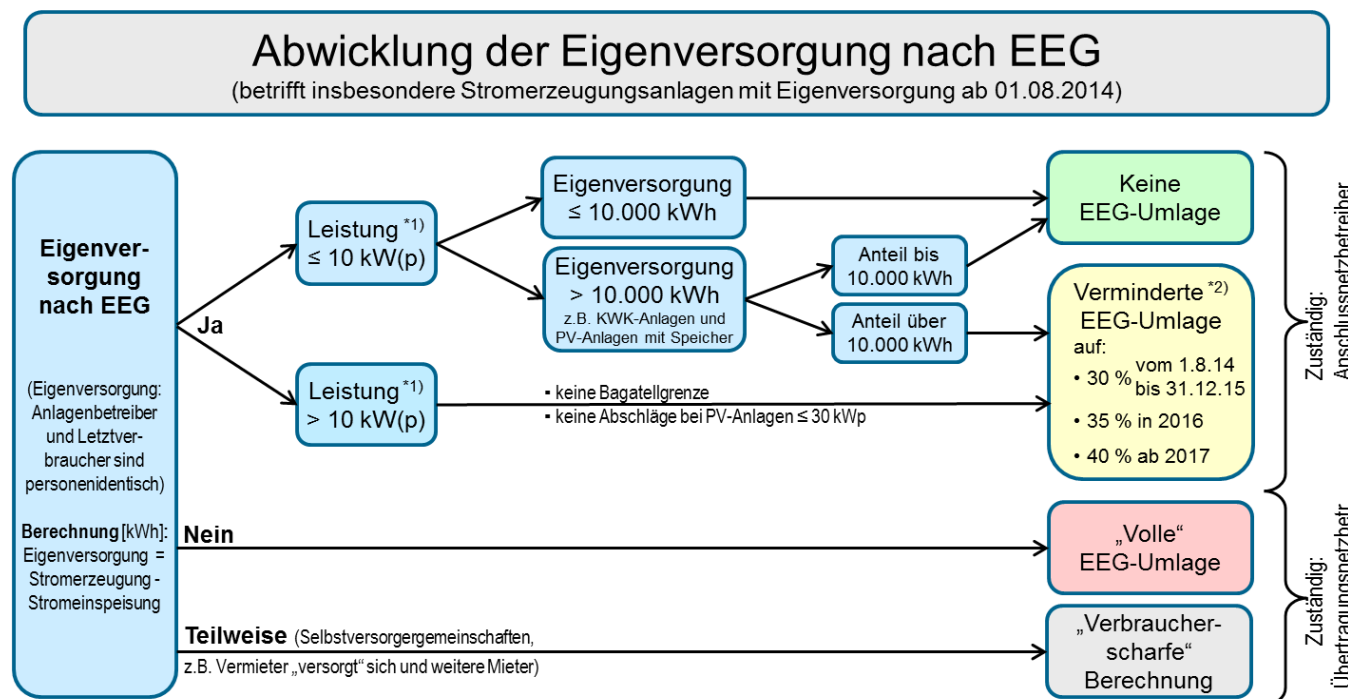 Abwicklung der Eigenversorgung nach EEG
(betrifft insbesondere Stromerzeugungsanlagen mit Eigenversorgung ab 01.08.2014)
Eigenver-
sorgung
nach EEG
(Eigenversorgung:
Anlagenbetreiber
und Letztver-
braucher sind
personenidentisch)
Berechnung [kWh]:
Eigenversorgung =
Stromerzeugung -
Stromeinspeisung
Ja
Leistung *1)
≤ 10 kW(p)
Eigenversorgung
≤ 10.000 kWh
Eigenversorgung
> 10.000 kWh
z.B. KWK-Anlagen und
PV-Anlagen mit Speicher
Anteil bis
10.000 kWh
Anteil über
10.000 kWh
Keine
EEG-Umlage
Leistung *1)
> 10 kW(p)
▪ keine Bagatellgrenze
▪ keine Abschläge bei PV-Anlagen ≤ 30 kWp
Verminderte *2)
EEG-Umlage
auf:
• 30 % vom 1.8.14
bis 31.12.15
• 35 % in 2016
• 40 % ab 2017
Nein
„Volle“
EEG-Umlage
Teilweise (Selbstversorgergemeinschaften,
z.B. Vermieter „versorgt“ sich und weitere Mieter)
„Verbraucher-
scharfe“
Berechnung
Zuständig:
Anschlussnetzbetreiber
Zuständig:
Übertragungsnetzbetr